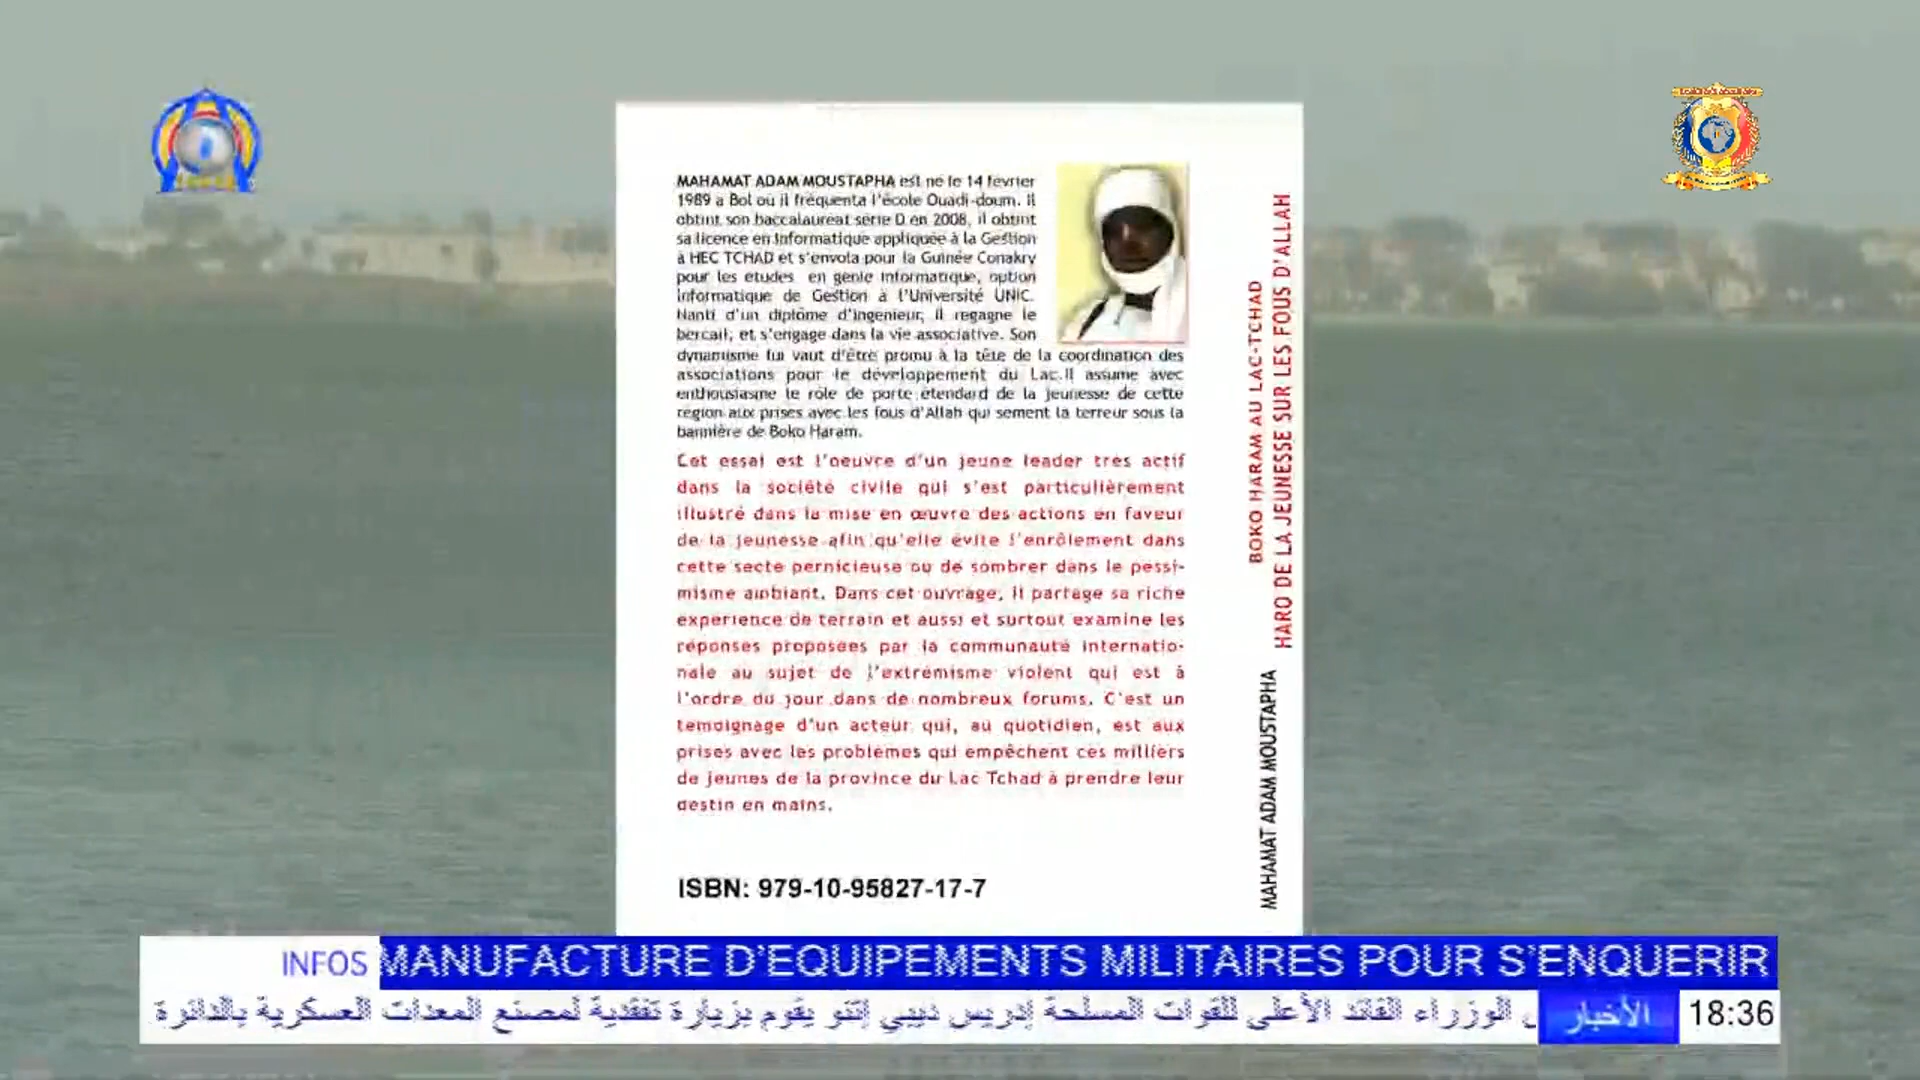 MAHAMAT ADAM MOUSTAPHA est né le 14 février
1989 a Bol ou il fréquenta l'école Ouadi-doum. Il
obtint son baccalauréat série D en 2008, il obtint
sa licence en Informatique appliquée à la Gestion
à HEC TCHAD et s'envola pour la Guinée Conakry
pour les etudes en genie informatique, option
Informatique de Gestion à l'Université UNIC.
Nanti d'un diplôme d'ingenieur, il regagne le
bercail, et s'engage dans la vie associative. Son
dynamisme lui vaut d'être promu à la tête de la coordination des
associations pour le développement du Lac.Il assume avec
enthousiasme le rôle de porte étendard de la jeunesse de cette
région aux prises avec les fous d'Allah qui sement la terreur sous la
bannière de Boko Haram.
Cet essai est l'oeuvre d'un jeune leader très actif
dans la société civile qui s'est particulièrement
illustré dans la mise en œuvre des actions en faveur
de la jeunesse afin qu'elle évite l'enrôlement dans
cette secte pernicieuse ou de sombrer dans le pessi-
misme ambiant. Dans cet ouvrage, il partage sa riche
experience de terrain et aussi et surtout examine les
réponses proposées par la communauté internatio-
nale au sujet de l'extrémisme violent qui est à
l'ordre du jour dans de nombreux forums. C'est un
temoignage d'un acteur qui, au quotidien, est aux
prises avec les problèmes qui empêchent ces milliers
de jeunes de la province du Lac Tchad à prendre leur
destin en mains.
ISBN: 979-10-95827-17-7
BOKO HARAM AU LAC-TCHAD
HARO DE LA JEUNESSE SUR LES FOUS D'ALLAH
MAHAMAT ADAM MOUSTAPHA
INFOS MANUFACTURE D'EQUIPEMENTS MILITAIRES POUR S'ENQUERIR
الأخبار الوزراء القائد الأعلى للقوات المسلحة إدريس ديبي إتنو يقوم بزيارة تفقدية لمصنع المعدات العسكرية بالدائرة
18:36